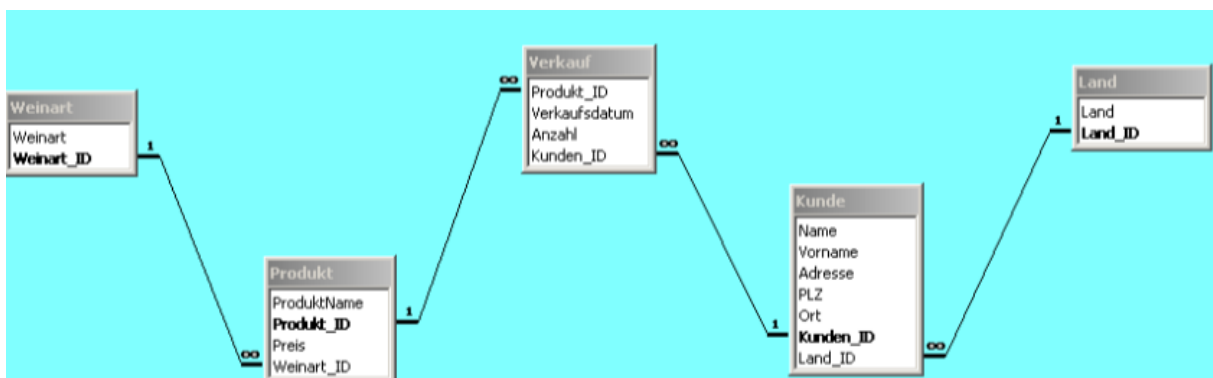 Weinart
Weinart
Weinart_ID
1
∞
Produkt
ProduktName
Produkt_ID
Preis
Weinart_ID
1
∞
Verkauf
Produkt_ID
Verkaufsdatum
Anzahl
Kunden_ID
∞
1
Kunde
Name
Vorname
Adresse
PLZ
Ort
Kunden_ID
Land_ID
∞
1
Land
Land
Land_ID